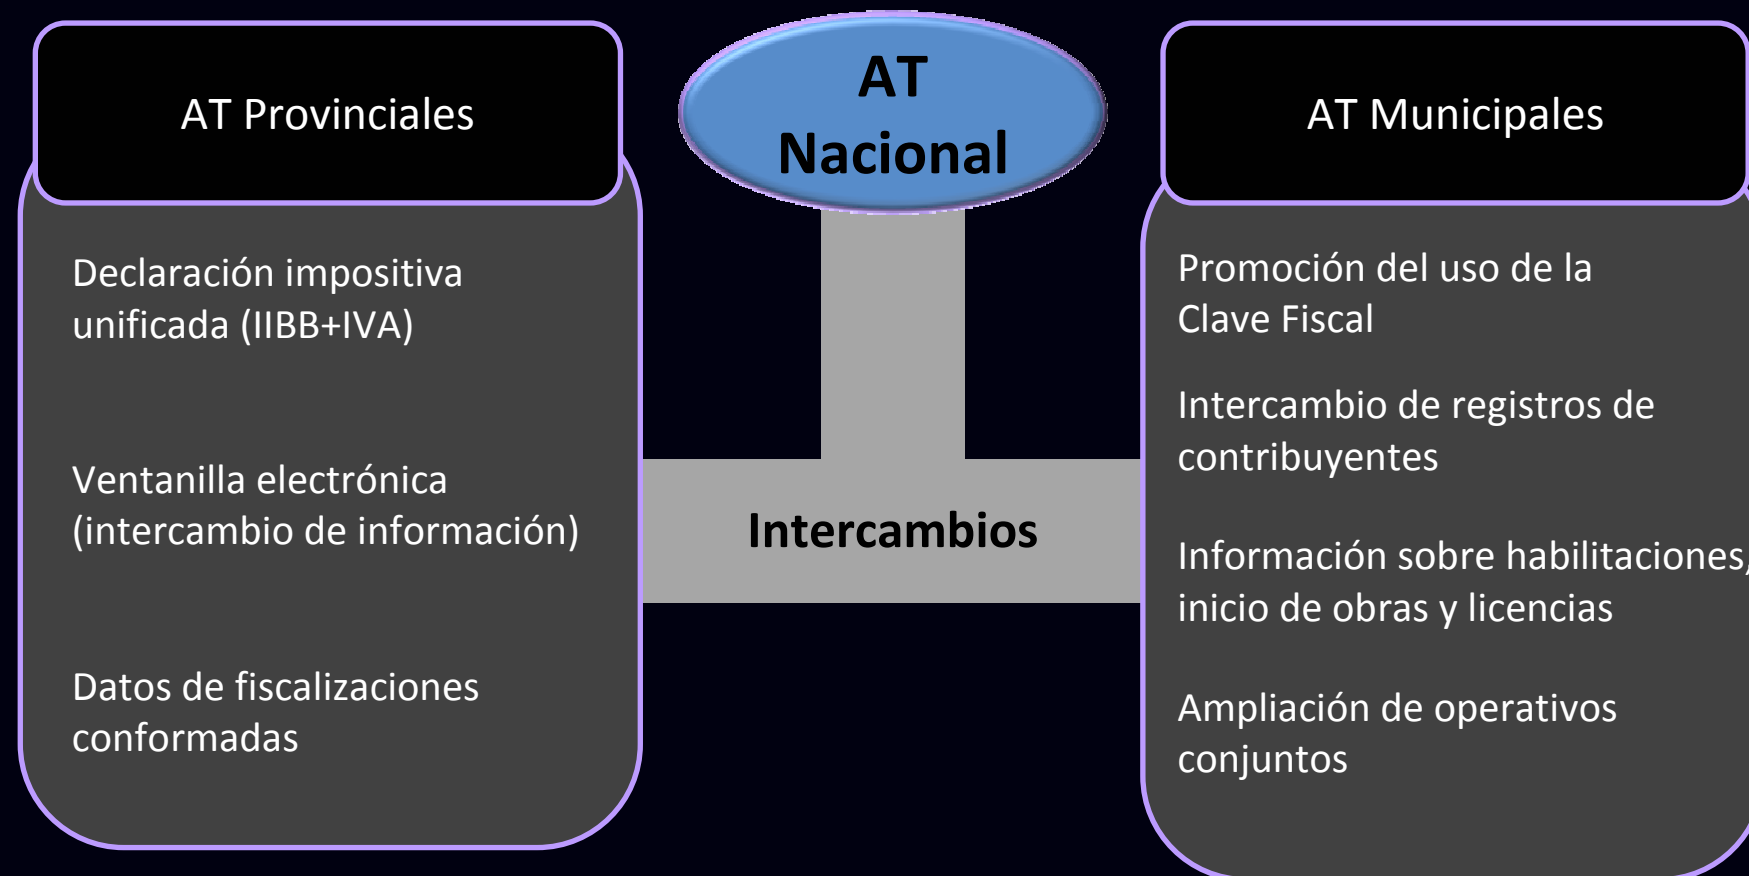 AT Provinciales
Declaración impositiva
unificada (IIBB+IVA)
Ventanilla electrónica
(intercambio de información)
Datos de fiscalizaciones
conformadas
AT
Nacional
Intercambios
AT Municipales
Promoción del uso de la
Clave Fiscal
Intercambio de registros de
contribuyentes
Información sobre habilitaciones,
inicio de obras y licencias
Ampliación de operativos
conjuntos